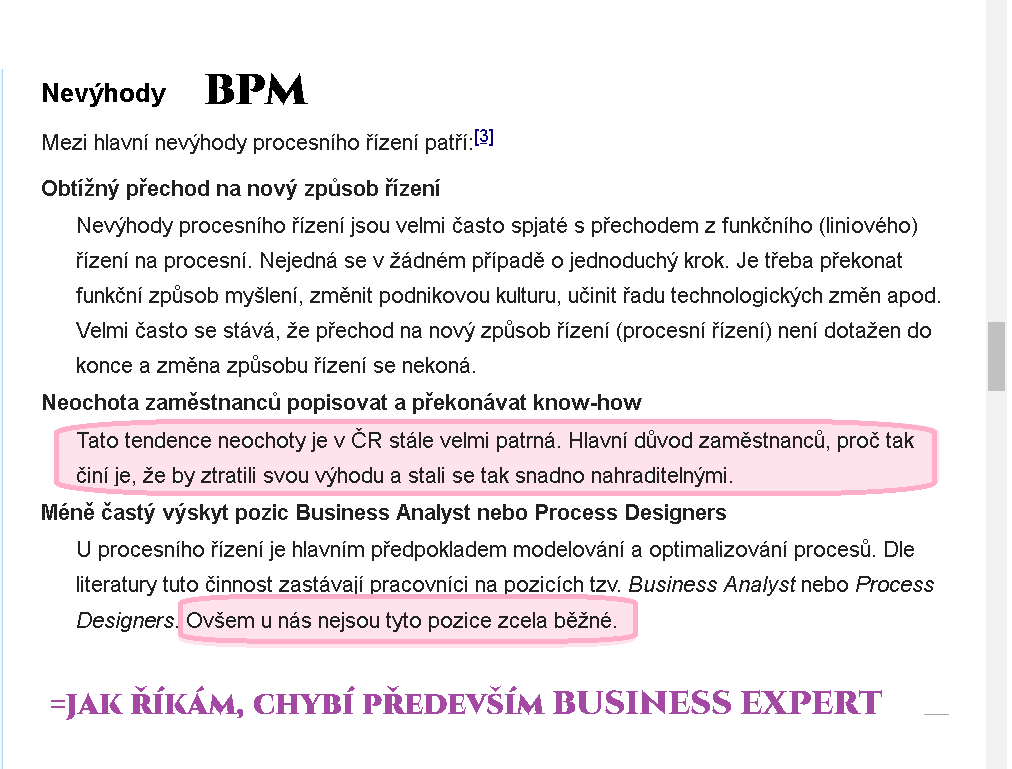 Nevýhody BPM
Mezi hlavní nevýhody procesního řízení patří:[3]
Obtížný přechod na nový způsob řízení
Nevýhody procesního řízení jsou velmi často spjaté s přechodem z funkčního (liniového)
řízení na procesní. Nejedná se v žádném případě o jednoduchý krok. Je třeba překonat
funkční způsob myšlení, změnit podnikovou kulturu, učinit řadu technologických změn apod.
Velmi často se stává, že přechod na nový způsob řízení (procesní řízení) není dotažen do
konce a změna způsobu řízení se nekoná.
Neochota zaměstnanců popisovat a překonávat know-how
Tato tendence neochoty je v ČR stále velmi patrná. Hlavní důvod zaměstnanců, proč tak
činí je, že by ztratili svou výhodu a stali se tak snadno nahraditelnými.
Méně častý výskyt pozic Business Analyst nebo Process Designers
U procesního řízení je hlavním předpokladem modelování a optimalizování procesů. Dle
literatury tuto činnost zastávají pracovníci na pozicích tzv. Business Analyst nebo Process
Designers. Ovšem u nás nejsou tyto pozice zcela běžné.
=JAK ŘÍKÁM, CHYBÍ PŘEDEVŠÍM BUSINESS EXPERT